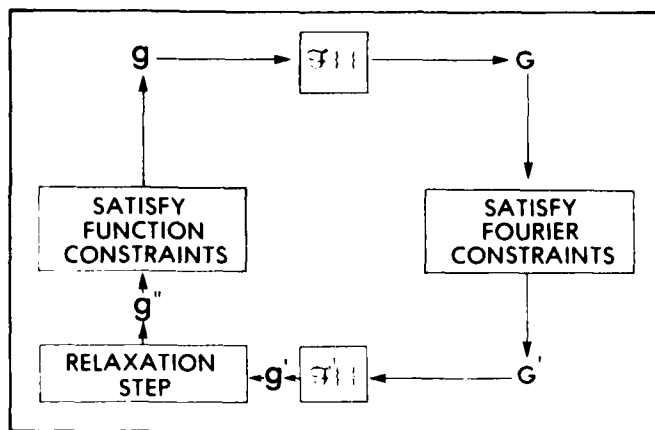 g
ℱ{ }
G
SATISFY
FUNCTION
CONSTRAINTS
SATISFY
FOURIER
CONSTRAINTS
g"
RELAXATION
STEP
g'
G'